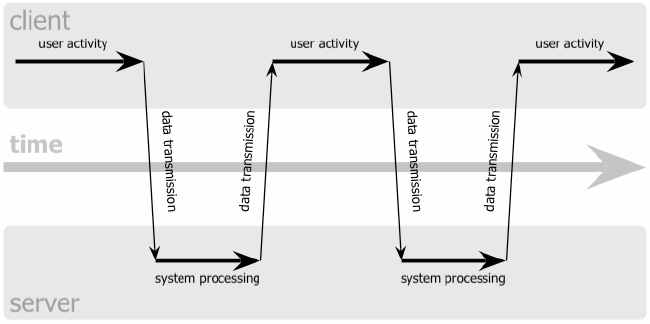 client
user activity
user activity
user activity
data transmission
data transmission
data transmission
data transmission
time
system processing
system processing
server